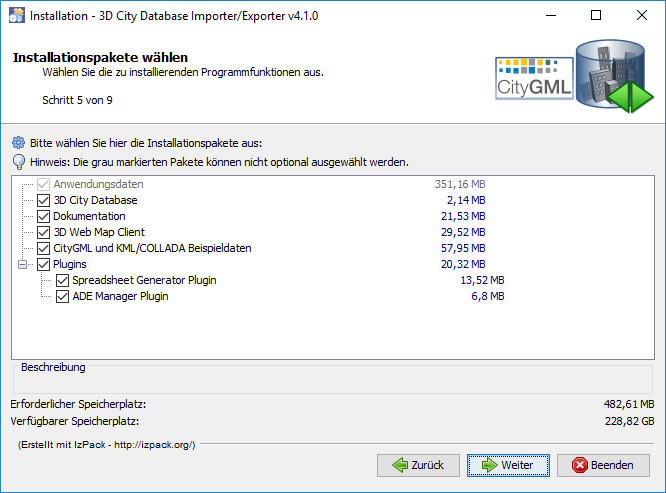 Installation - 3D City Database Importer/Exporter v4.1.0
Installationspakete wählen
Wählen Sie die zu installierenden Programmfunktionen aus.
Schritt 5 von 9
CityGML
Bitte wählen Sie hier die Installationspakete aus:
Hinweis: Die grau markierten Pakete können nicht optional ausgewählt werden.
Anwendungsdaten 351,16 MB
3D City Database 2,14 MB
Dokumentation 21,53 MB
3D Web Map Client 29,52 MB
CityGML und KML/COLLADA Beispieldaten 57,95 MB
Plugins 20,32 MB
Spreadsheet Generator Plugin 13,52 MB
ADE Manager Plugin 6,8 MB
Beschreibung
Erforderlicher Speicherplatz: 482,61 MB
Verfügbarer Speicherplatz: 228,82 GB
(Erstellt mit IzPack - http://izpack.org/)
Zurück Weiter Beenden